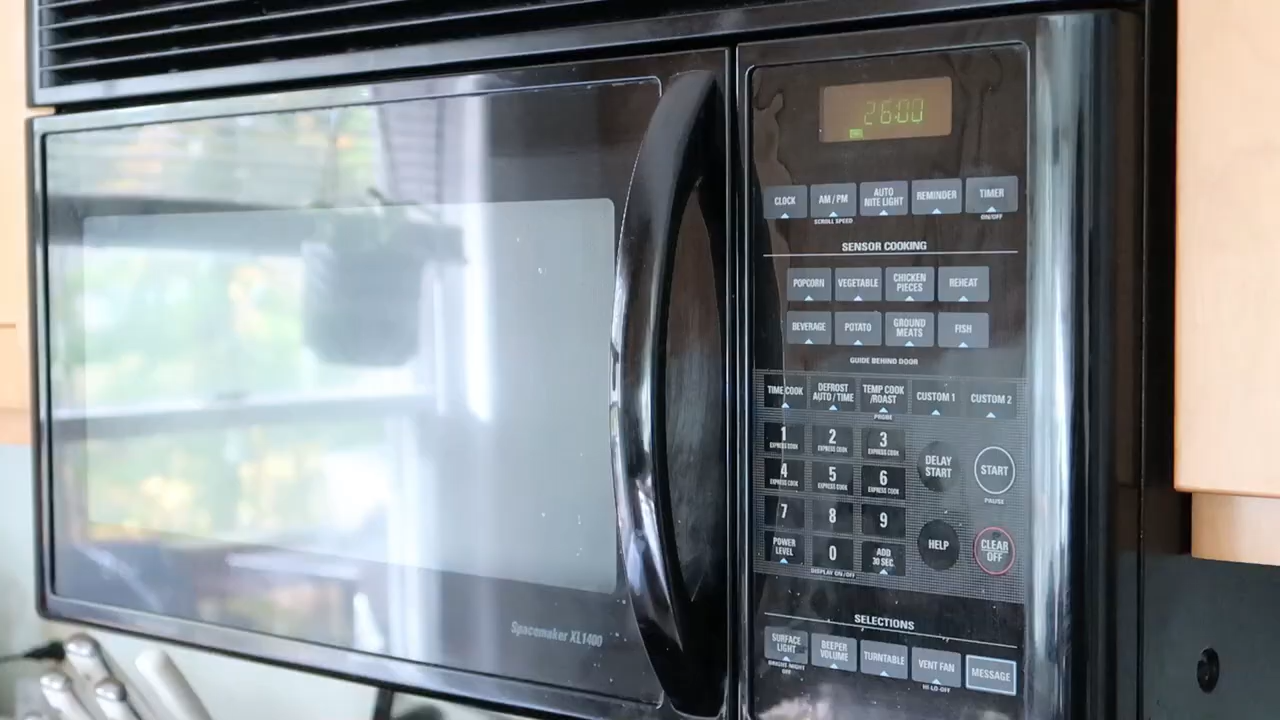 26:00
CLOCK
AM / PM
SCROLL SPEED
AUTO
NITE LIGHT
REMINDER
TIMER
ON/OFF
SENSOR COOKING
POPCORN
VEGETABLE
CHICKEN
PIECES
REHEAT
BEVERAGE
POTATO
GROUND
MEATS
FISH
GUIDE BEHIND DOOR
TIME COOK
DEFROST
AUTO / TIME
TEMP COOK
/ROAST
PROBE
CUSTOM 1
CUSTOM 2
1
EXPRESS COOK
2
EXPRESS COOK
3
EXPRESS COOK
4
EXPRESS COOK
5
EXPRESS COOK
6
EXPRESS COOK
DELAY
START
START
PAUSE
7
8
9
POWER
LEVEL
0
DISPLAY ON/OFF
ADD
30 SEC
HELP
CLEAR
OFF
Spacemaker XL1400
SELECTIONS
SURFACE
LIGHT
BRIGHT NIGHT
OFF
BEEPER
VOLUME
TURNTABLE
VENT FAN
HI LO OFF
MESSAGE